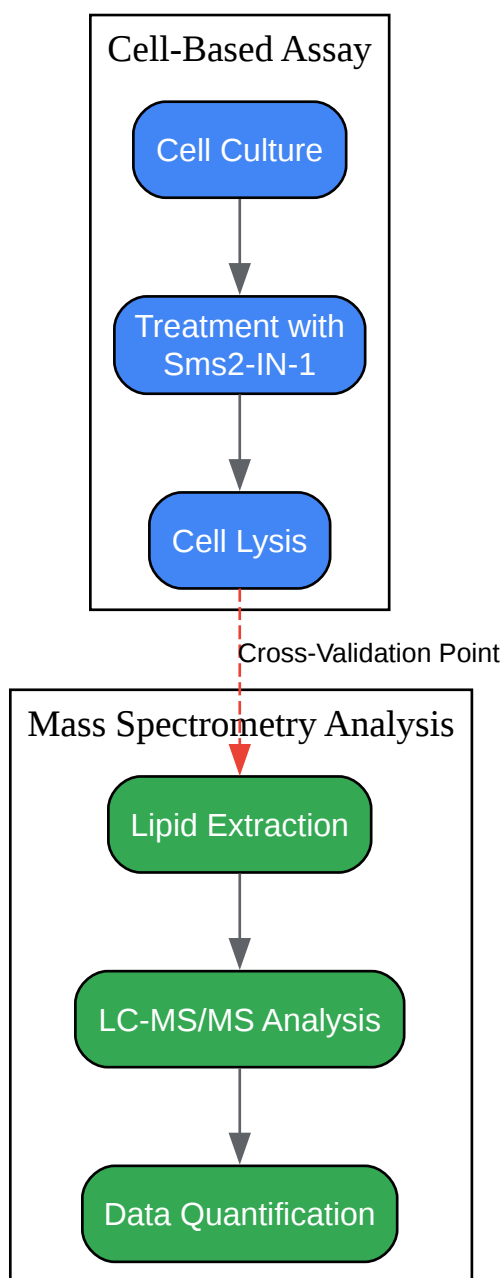 Cell-Based Assay
Cell Culture
Treatment with
Sms2-IN-1
Cell Lysis
Cross-Validation Point
Mass Spectrometry Analysis
Lipid Extraction
LC-MS/MS Analysis
Data Quantification